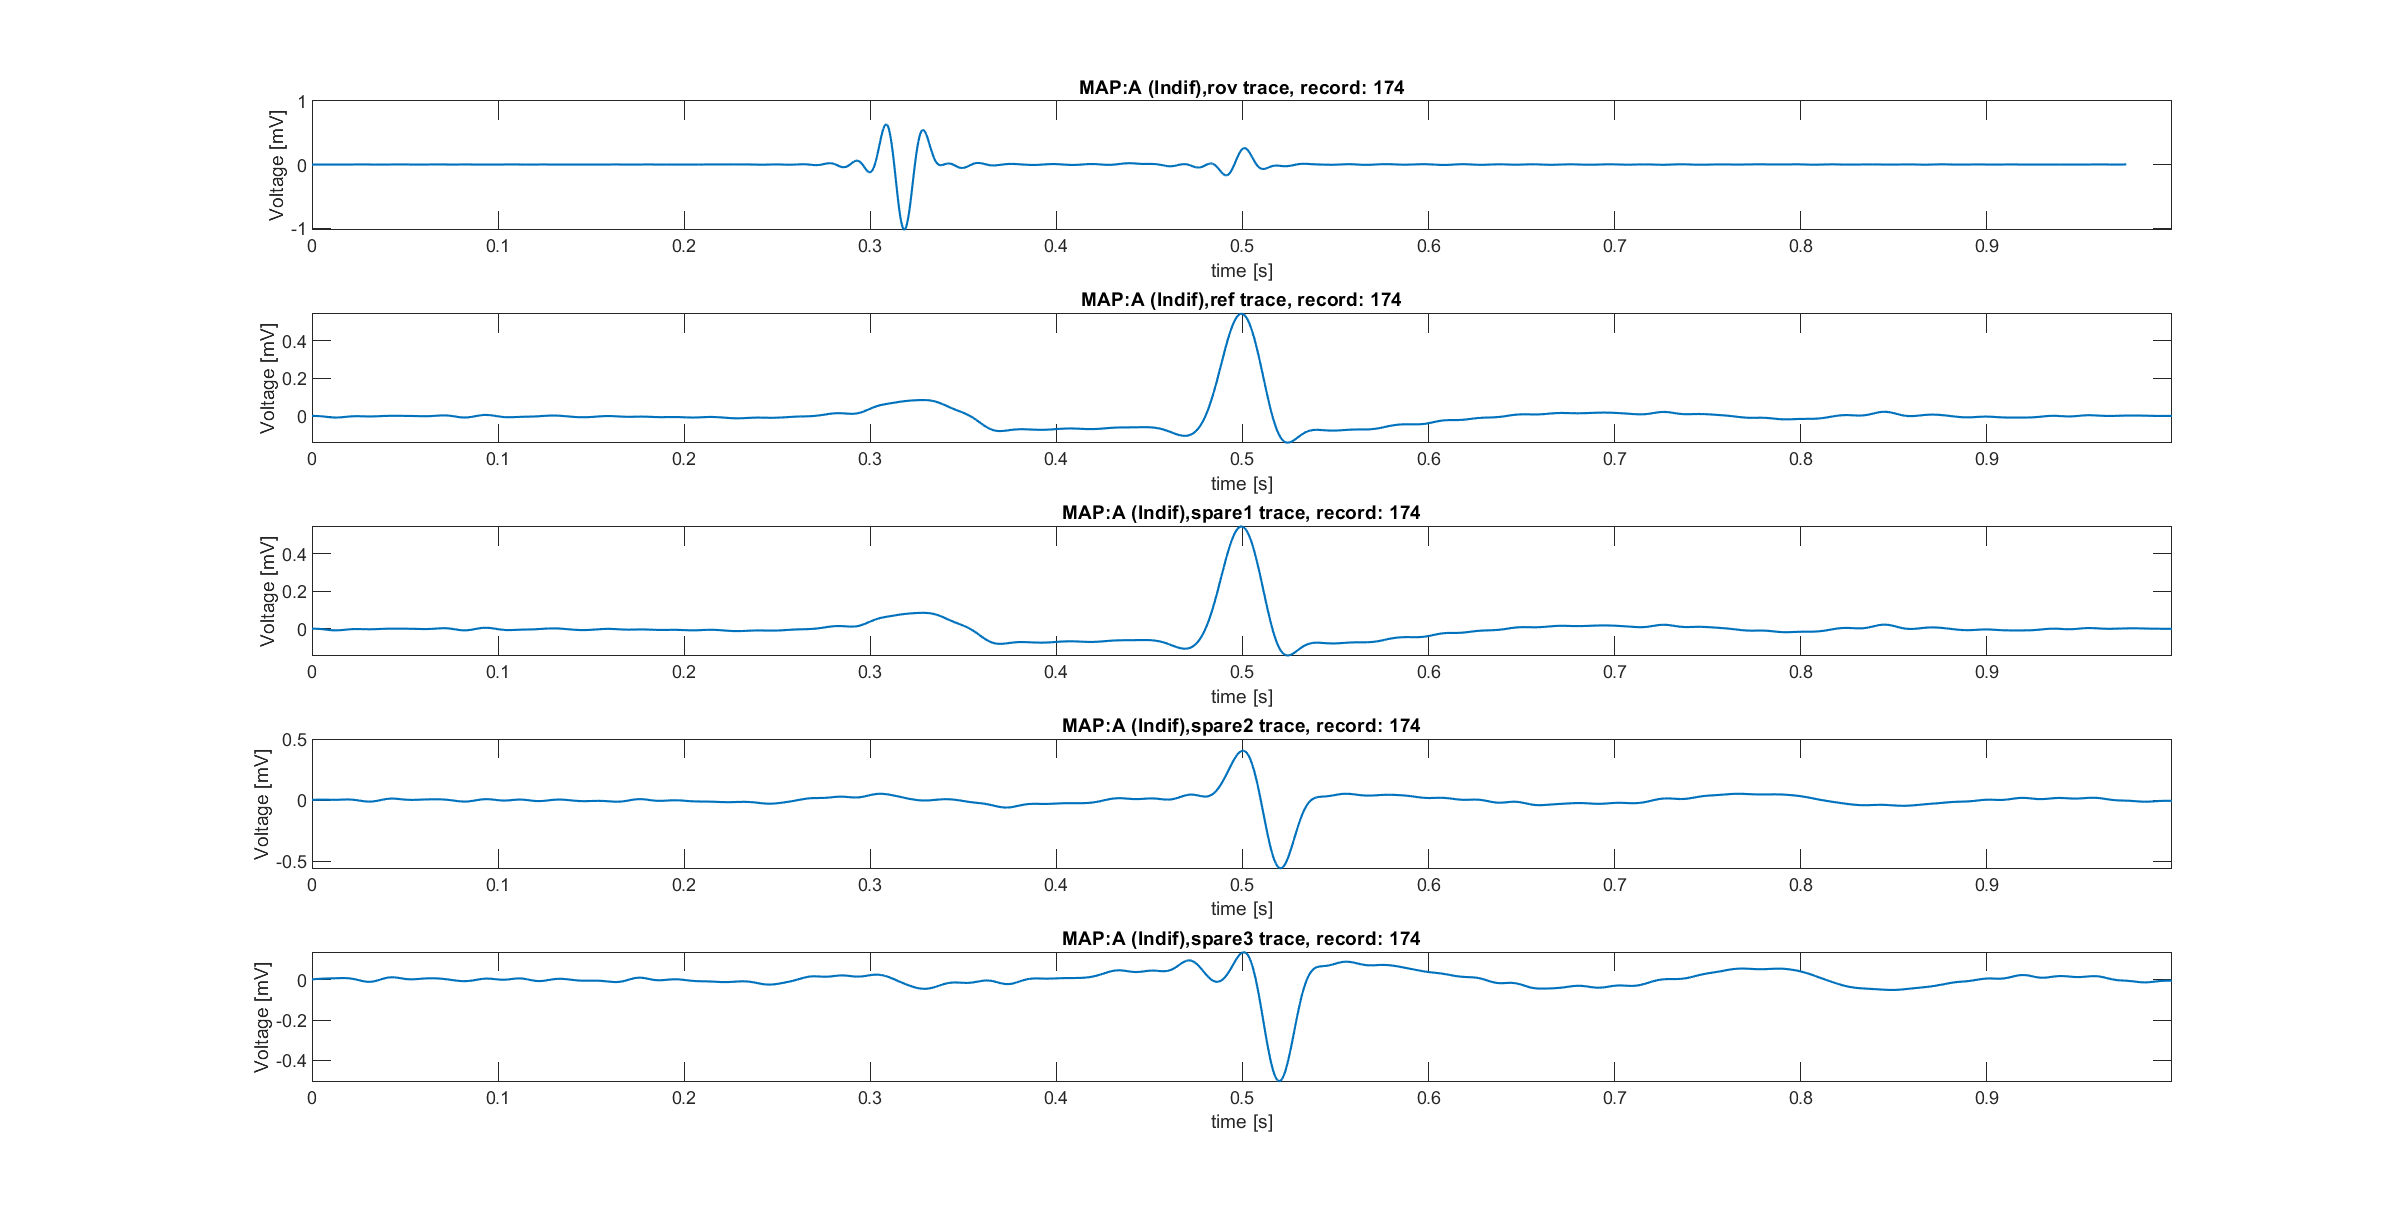 MAP:A (Indif),rov trace, record: 174
Voltage [mV]
1
0
-1
0 0.1 0.2 0.3 0.4 0.5 0.6 0.7 0.8 0.9
time [s]
MAP:A (Indif),ref trace, record: 174
Voltage [mV]
0.4
0.2
0
0 0.1 0.2 0.3 0.4 0.5 0.6 0.7 0.8 0.9
time [s]
MAP:A (Indif),spare1 trace, record: 174
Voltage [mV]
0.4
0.2
0
0 0.1 0.2 0.3 0.4 0.5 0.6 0.7 0.8 0.9
time [s]
MAP:A (Indif),spare2 trace, record: 174
Voltage [mV]
0.5
0
-0.5
0 0.1 0.2 0.3 0.4 0.5 0.6 0.7 0.8 0.9
time [s]
MAP:A (Indif),spare3 trace, record: 174
Voltage [mV]
0
-0.2
-0.4
0 0.1 0.2 0.3 0.4 0.5 0.6 0.7 0.8 0.9
time [s]